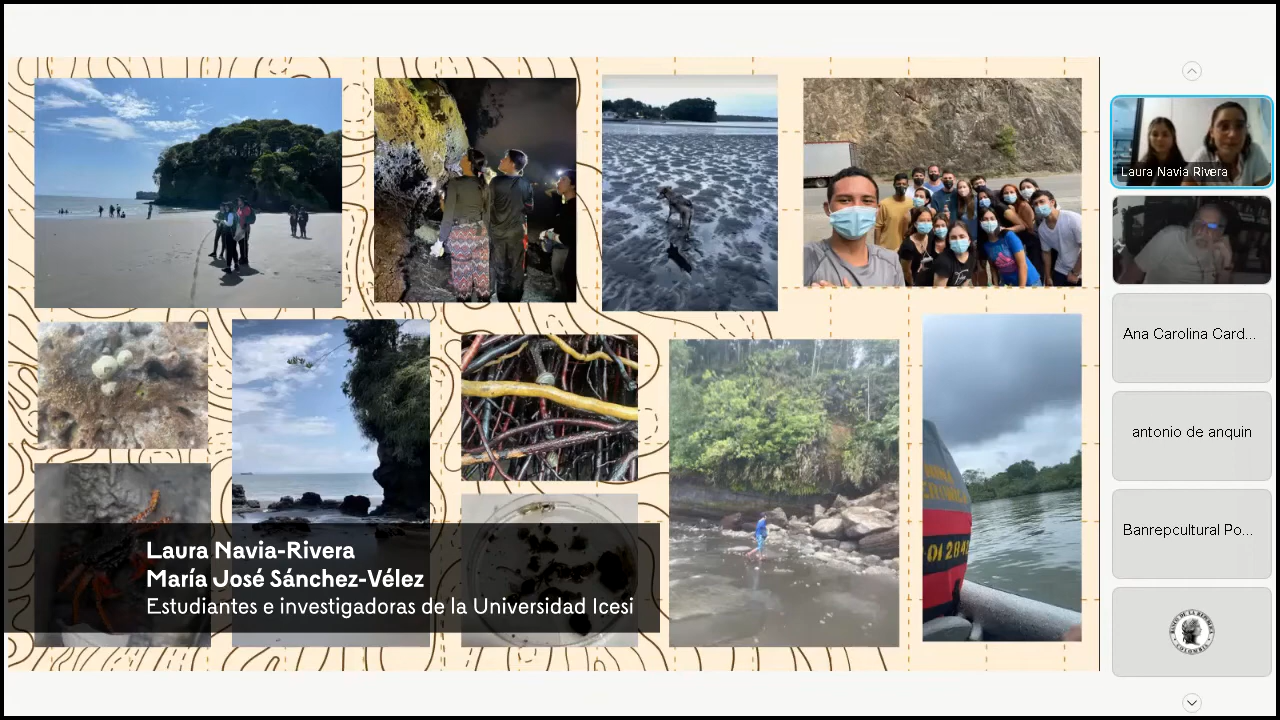 Laura Navia-Rivera
María José Sánchez-Vélez
Estudiantes e investigadoras de la Universidad Icesi
Laura Navia Rivera
Ana Carolina Card...
antonio de anquin
Banrepcultural Po...